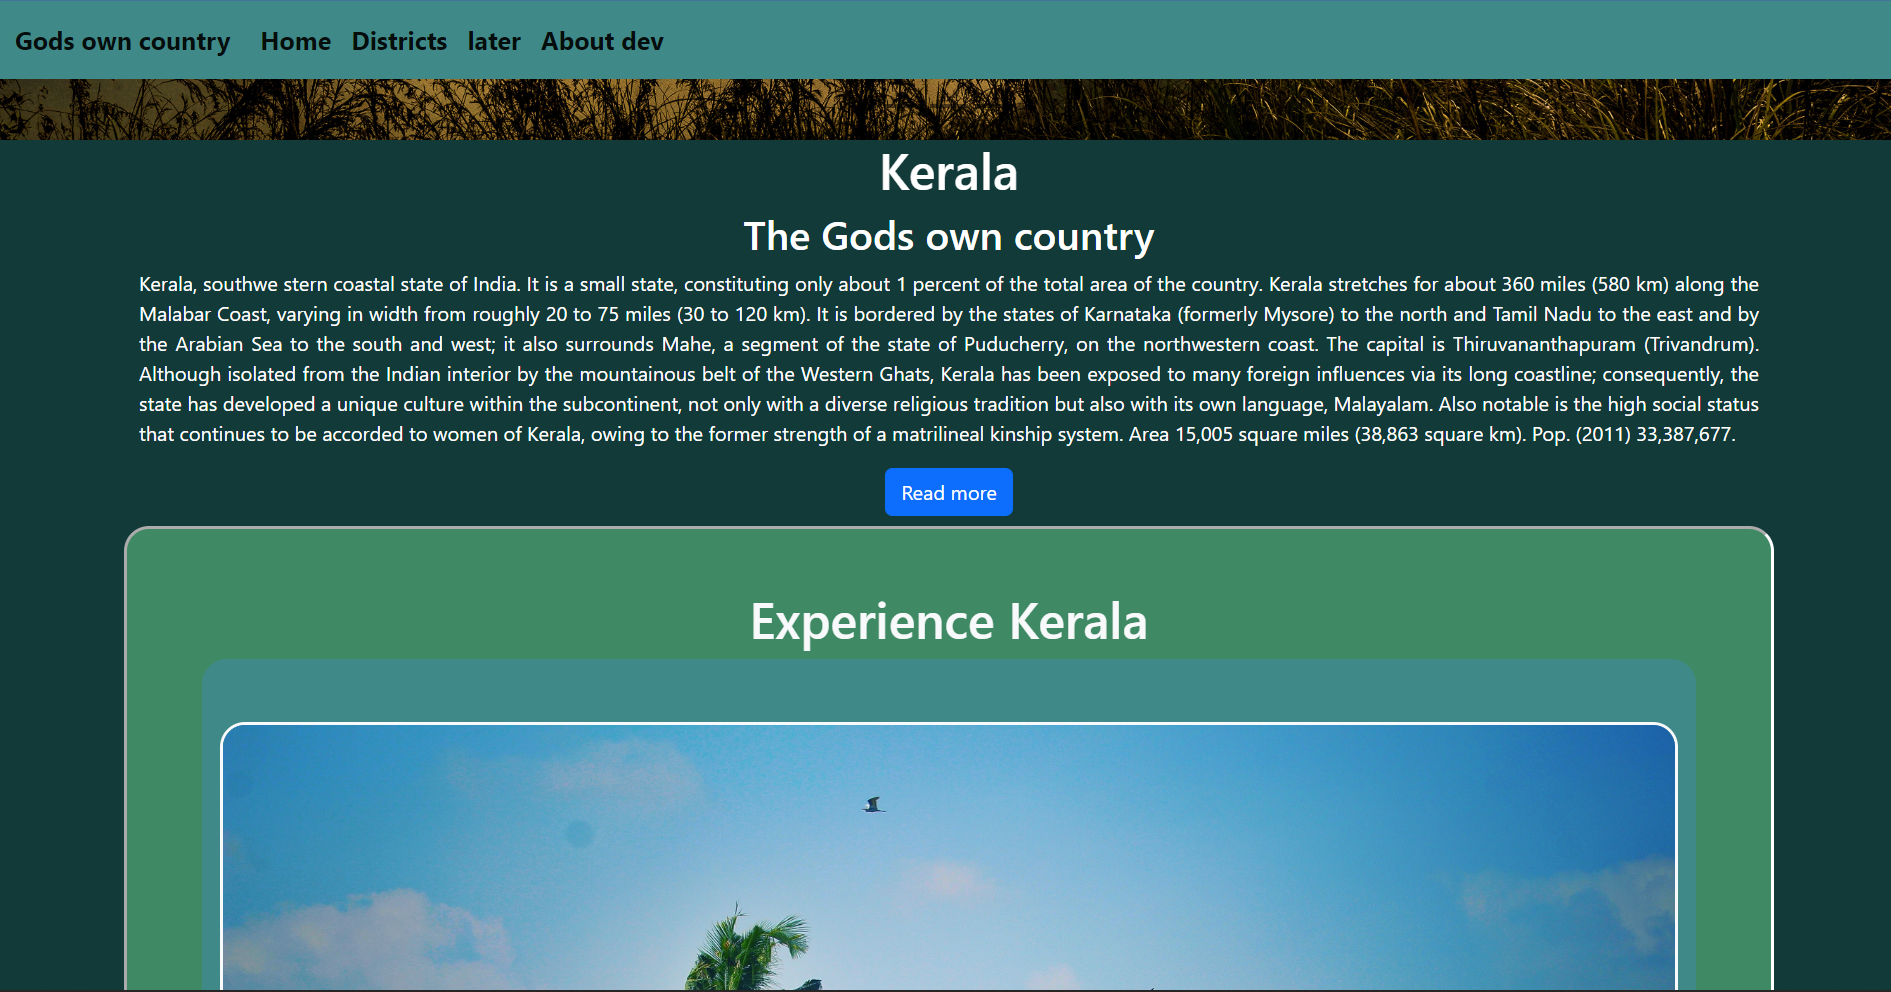 Gods own country Home Districts later About dev
Kerala
The Gods own country
Kerala, southwe stern coastal state of India. It is a small state, constituting only about 1 percent of the total area of the country. Kerala stretches for about 360 miles (580 km) along the
Malabar Coast, varying in width from roughly 20 to 75 miles (30 to 120 km). It is bordered by the states of Karnataka (formerly Mysore) to the north and Tamil Nadu to the east and by
the Arabian Sea to the south and west; it also surrounds Mahe, a segment of the state of Puducherry, on the northwestern coast. The capital is Thiruvananthapuram (Trivandrum).
Although isolated from the Indian interior by the mountainous belt of the Western Ghats, Kerala has been exposed to many foreign influences via its long coastline; consequently, the
state has developed a unique culture within the subcontinent, not only with a diverse religious tradition but also with its own language, Malayalam. Also notable is the high social status
that continues to be accorded to women of Kerala, owing to the former strength of a matrilineal kinship system. Area 15,005 square miles (38,863 square km). Pop. (2011) 33,387,677.
Read more
Experience Kerala